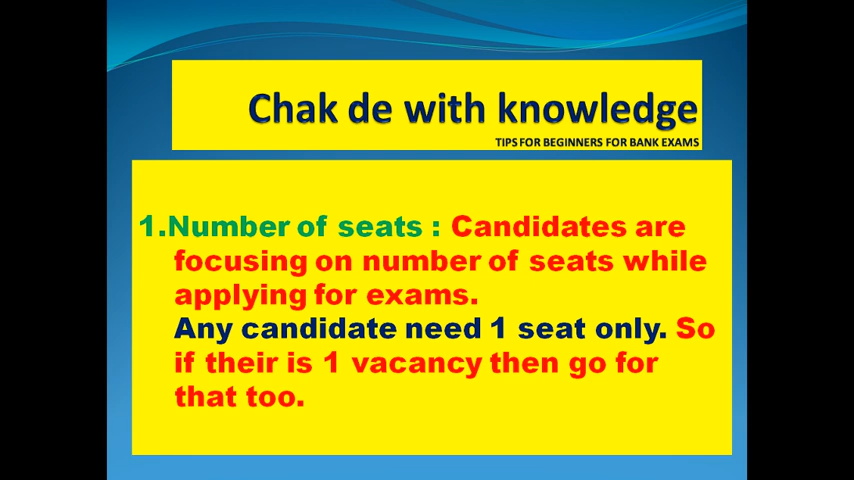 Chak de with knowledge
TIPS FOR BEGINNERS FOR BANK EXAMS
1.Number of seats : Candidates are
focusing on number of seats while
applying for exams.
Any candidate need 1 seat only. So
if their is 1 vacancy then go for
that too.